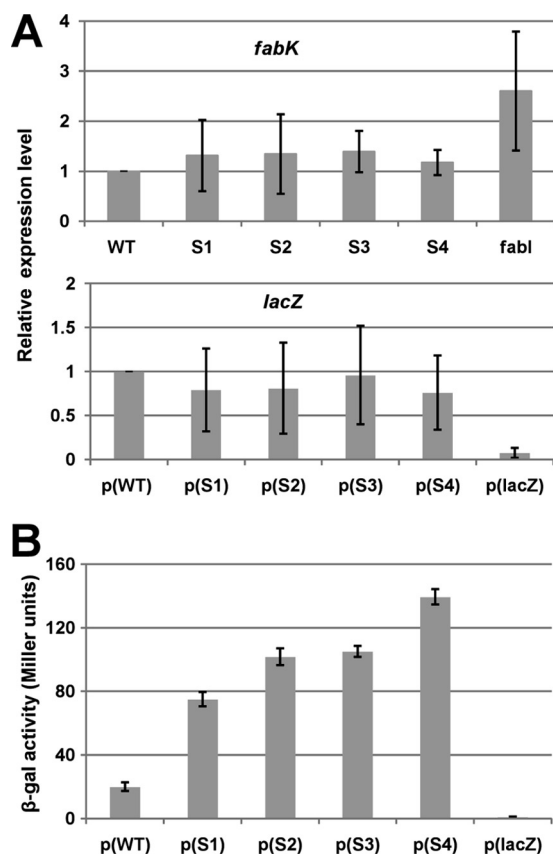 A
fabK
Relative expression level
4
3
2
1
0
WT S1 S2 S3 S4 fabI
lacZ
2
1.5
1
0.5
0
p(WT) p(S1) p(S2) p(S3) p(S4) p(lacZ)
B
β-gal activity (Miller units)
160
120
80
40
0
p(WT) p(S1) p(S2) p(S3) p(S4) p(lacZ)